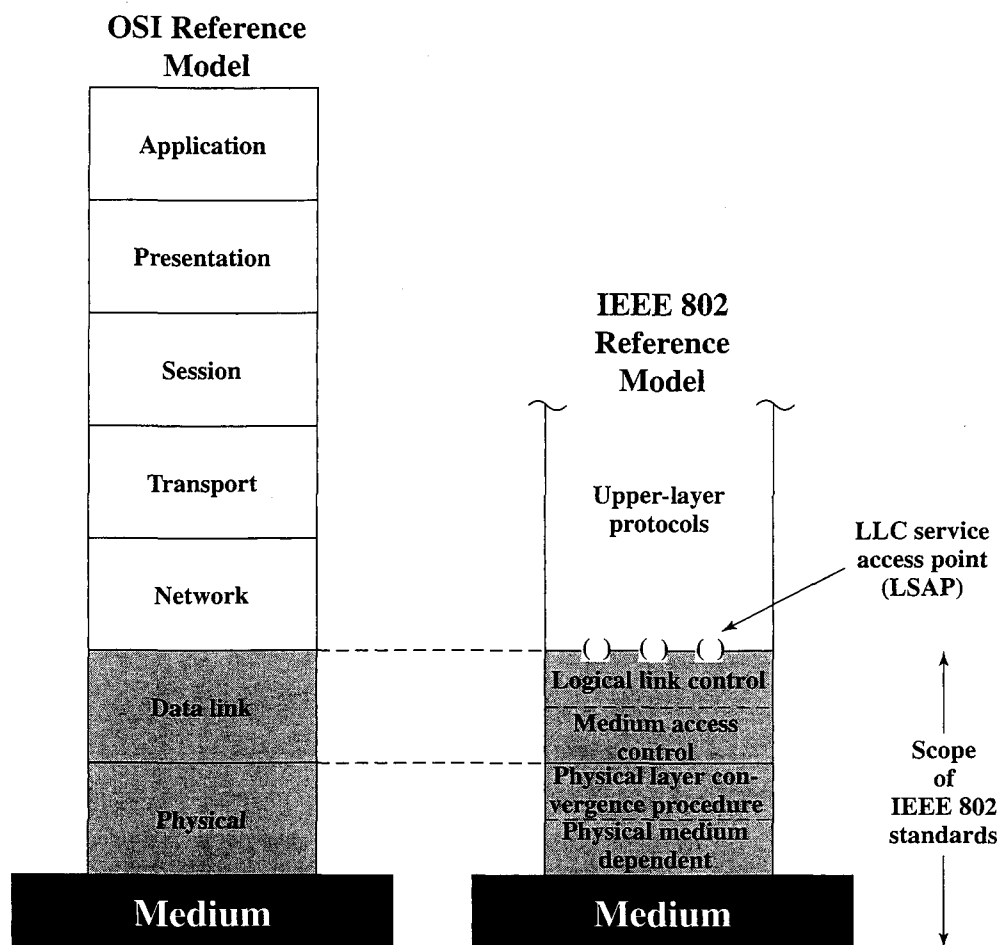 OSI Reference
Model
Application
Presentation
Session
Transport
Network
Data link
Physical
Medium
IEEE 802
Reference
Model
Upper-layer
protocols
LLC service
access point
(LSAP)
Logical link control
Medium access
control
Physical layer con-
vergence procedure
Physical medium
dependent
Medium
Scope
of
IEEE 802
standards